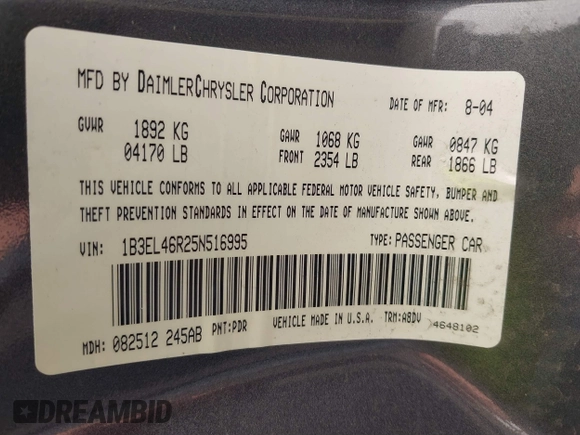 MFD BY DAIMLERCHRYSLER CORPORATION DATE OF MFR: 8-04
GVWR 1892 KG GAWR 1068 KG GAWR 0847 KG
04170 LB FRONT 2354 LB REAR 1866 LB
THIS VEHICLE CONFORMS TO ALL APPLICABLE FEDERAL MOTOR VEHICLE SAFETY, BUMPER AND
THEFT PREVENTION STANDARDS IN EFFECT ON THE DATE OF MANUFACTURE SHOWN ABOVE.
VIN: 1B3EL46R25N516995 TYPE: PASSENGER CAR
MDH: 082512 245AB PNT: PDR VEHICLE MADE IN U.S.A. TRM: A8DV 4648102
DREAMBID